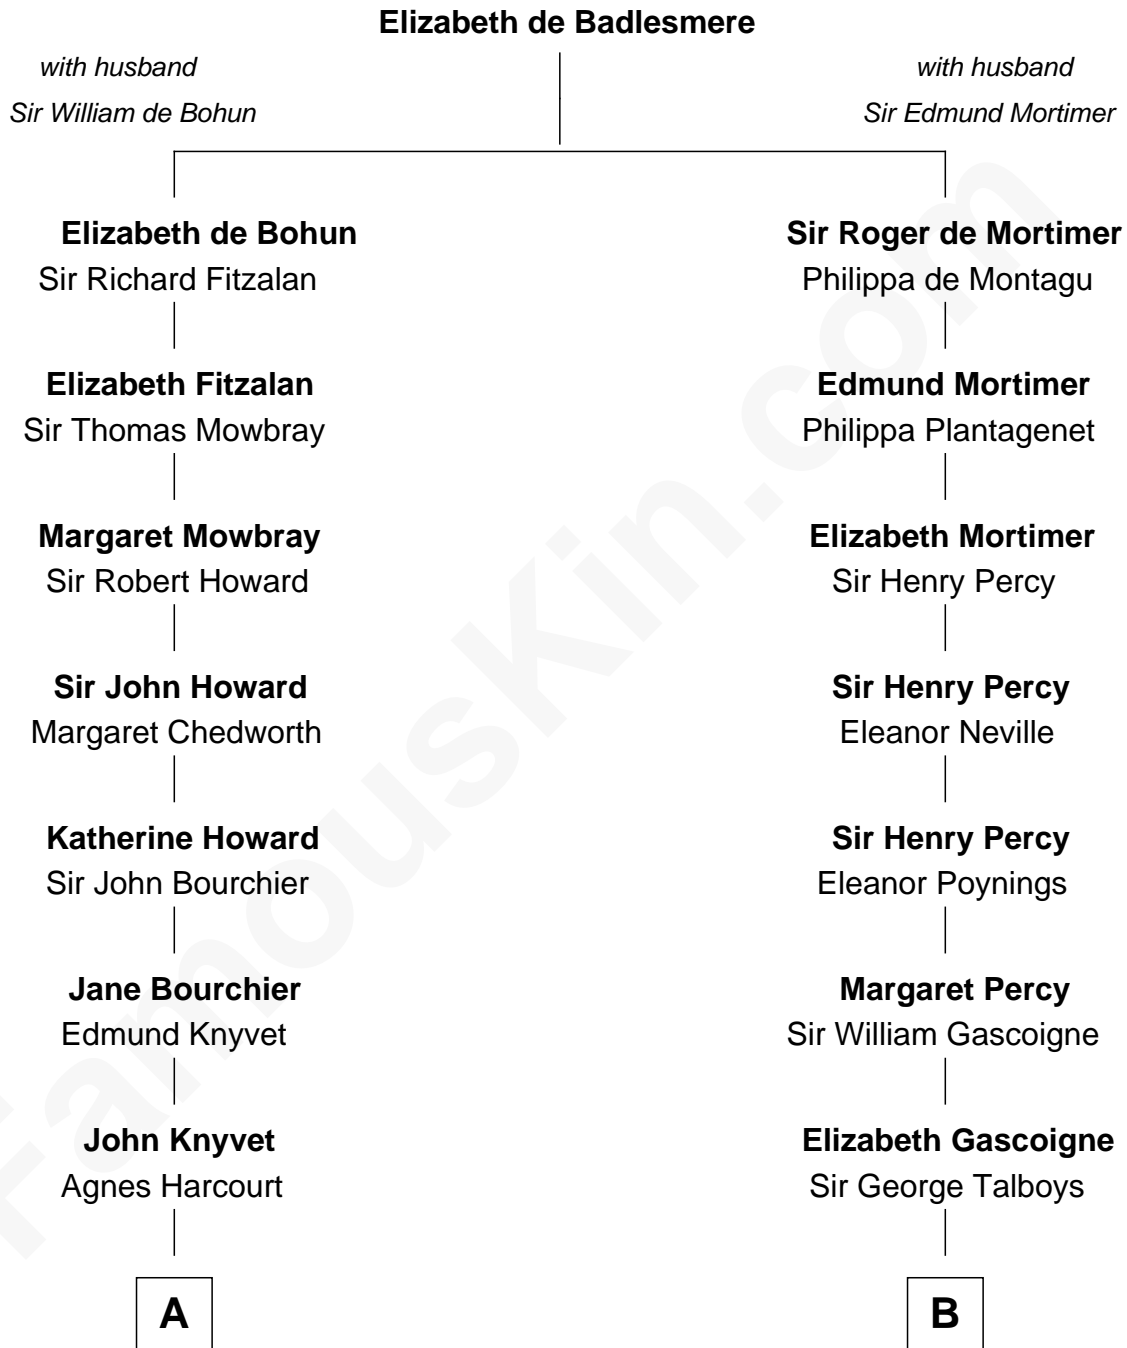 Elizabeth de Badlesmere
with husband
Sir William de Bohun
with husband
Sir Edmund Mortimer
Elizabeth de Bohun
Sir Richard Fitzalan
Sir Roger de Mortimer
Philippa de Montagu
Elizabeth Fitzalan
Sir Thomas Mowbray
Edmund Mortimer
Philippa Plantagenet
Margaret Mowbray
Sir Robert Howard
Elizabeth Mortimer
Sir Henry Percy
Sir John Howard
Margaret Chedworth
Sir Henry Percy
Eleanor Neville
Katherine Howard
Sir John Bourchier
Sir Henry Percy
Eleanor Poynings
Jane Bourchier
Edmund Knyvet
Margaret Percy
Sir William Gascoigne
John Knyvet
Agnes Harcourt
Elizabeth Gascoigne
Sir George Talboys
A
B
FamousKin.com